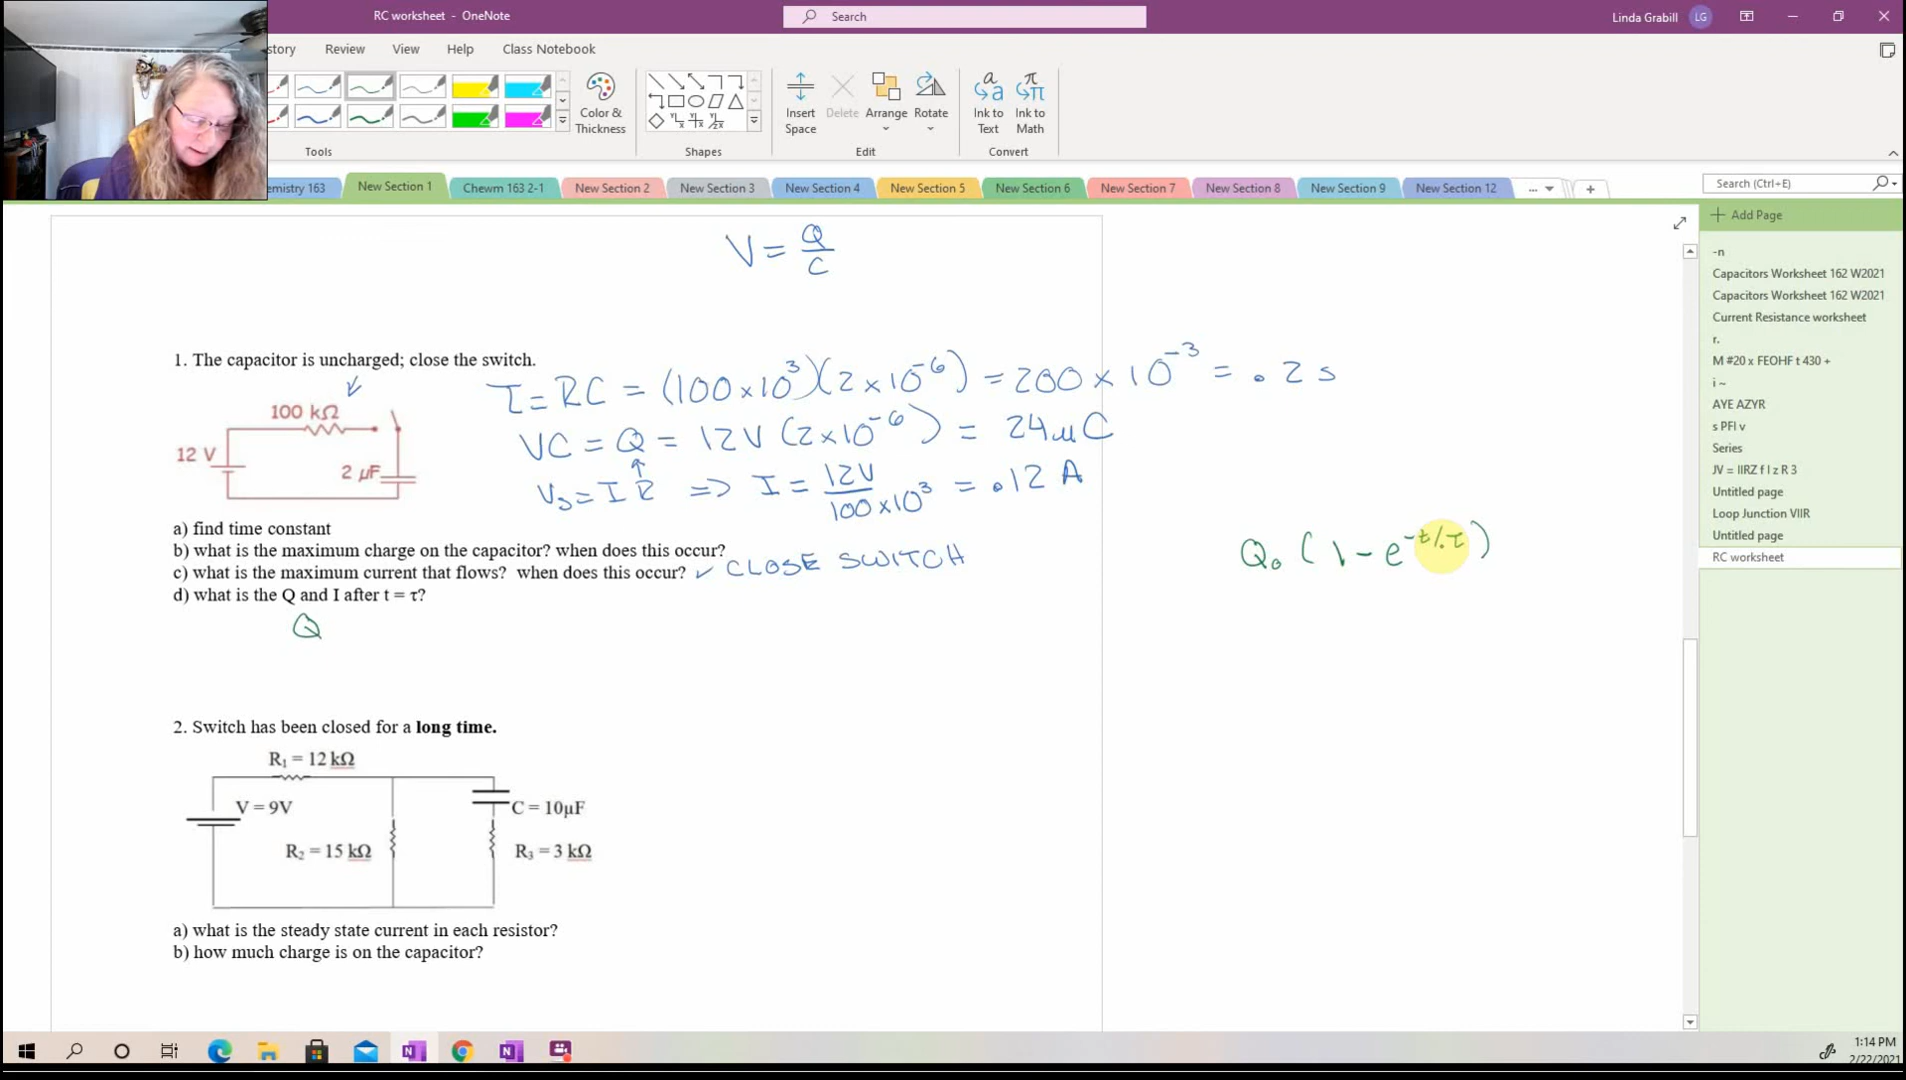 RC worksheet - OneNote
Search
Linda Grabill
LG
story
Review
View
Help
Class Notebook
Color & Thickness
Insert Space
Delete
Arrange
Rotate
Ink to Text
Ink to Math
Tools
Shapes
Edit
Convert
emistry 163
New Section 1
Chewm 163 2-1
New Section 2
New Section 3
New Section 4
New Section 5
New Section 6
New Section 7
New Section 8
New Section 9
New Section 12
...
Search (Ctrl+E)
Add Page
-n
Capacitors Worksheet 162 W2021
Capacitors Worksheet 162 W2021
Current Resistance worksheet
r.
M #20 x FEOHF t 430 +
i ~
AYE AZYR
s PFI v
Series
JV = IIRZ f l z R 3
Untitled page
Loop Junction VIIR
Untitled page
RC worksheet
V = Q/C
1. The capacitor is uncharged; close the switch.
τ = RC = (100×10³)(2×10⁻⁶) = 200 × 10⁻³ = .2 s
100 kΩ
12 V
2 µF
VC = Q = 12V (2×10⁻⁶) = 24µC
Vs = I R => I = 12V/100×10³ = .12 A
a) find time constant
b) what is the maximum charge on the capacitor? when does this occur?
c) what is the maximum current that flows? when does this occur? ✓ CLOSE SWITCH
d) what is the Q and I after t = τ?
Q
Q₀ (1 - e^-t/τ)
2. Switch has been closed for a long time.
R₁ = 12 kΩ
V = 9V
C = 10µF
R₂ = 15 kΩ
R₃ = 3 kΩ
a) what is the steady state current in each resistor?
b) how much charge is on the capacitor?
1:14 PM
2/22/2021